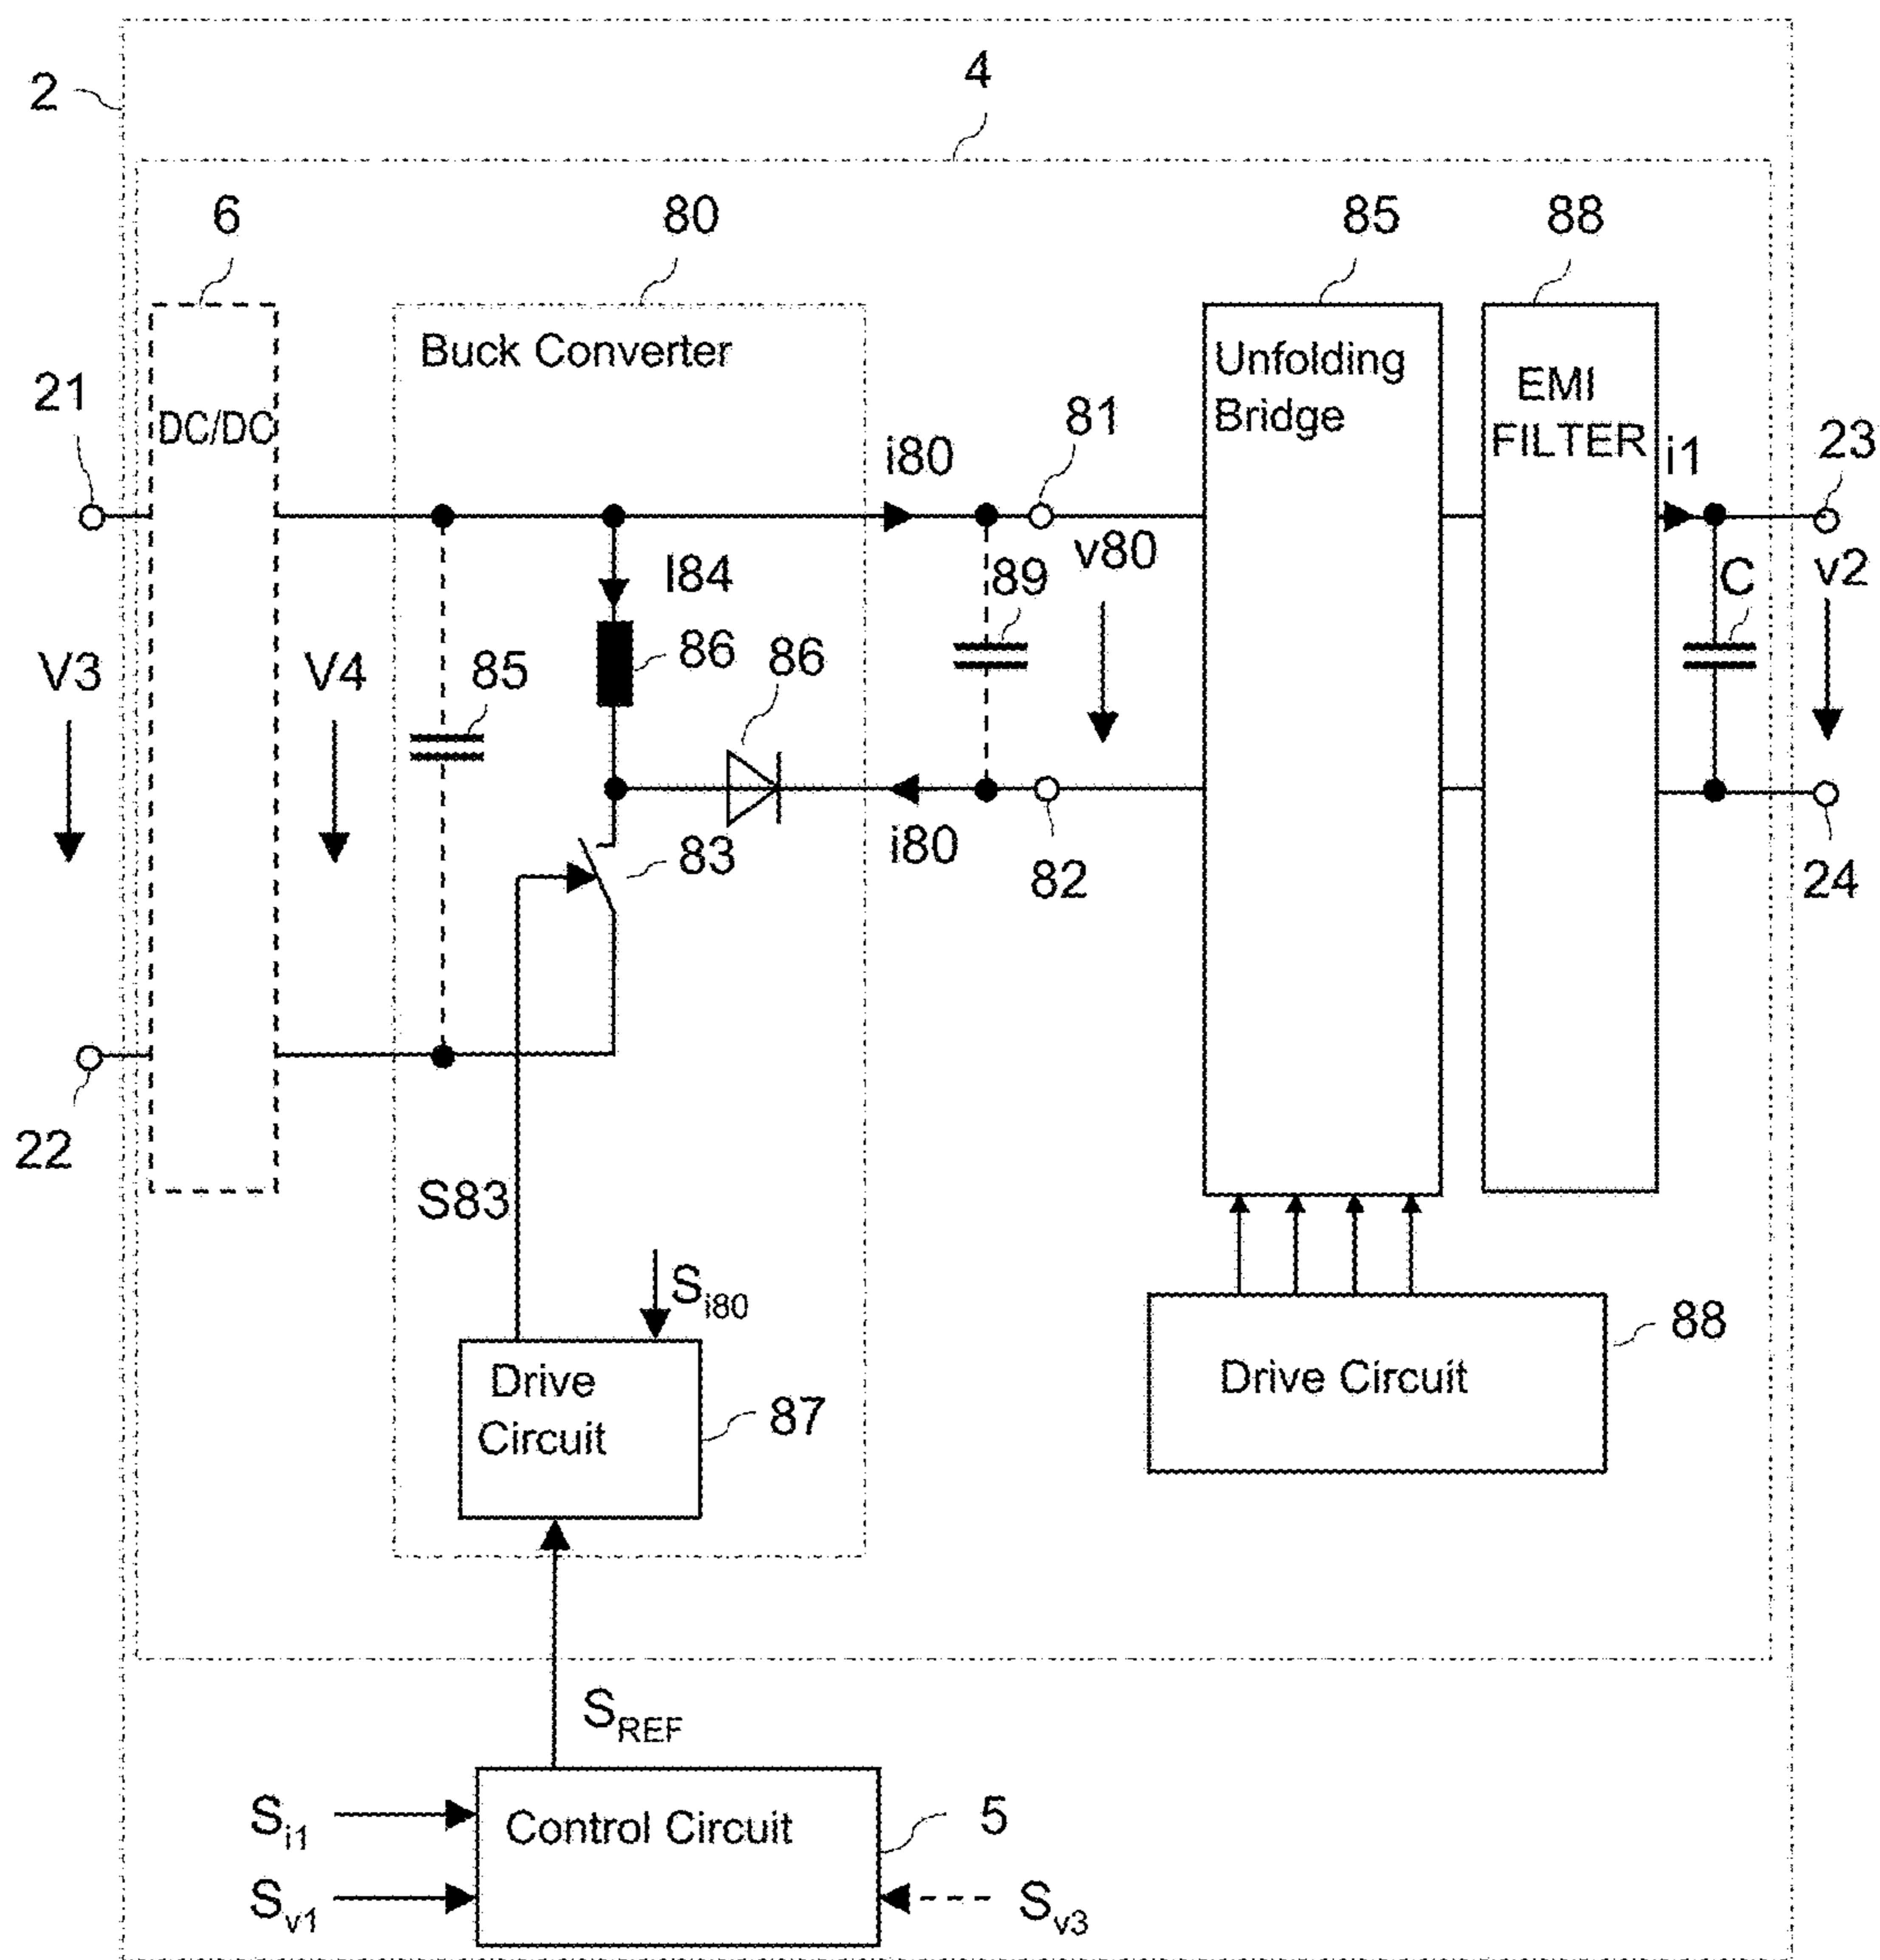 2
4
6
80
85
88
Buck Converter
Unfolding
Bridge
EMI
FILTER
21
DC/DC
i80
81
i1
23
I84
89
v80
C
v2
V3
V4
85
86
86
83
i80
82
24
22
S83
Si80
Drive
Circuit
87
Drive Circuit
88
SREF
Si1
Control Circuit
5
Sv1
Sv3